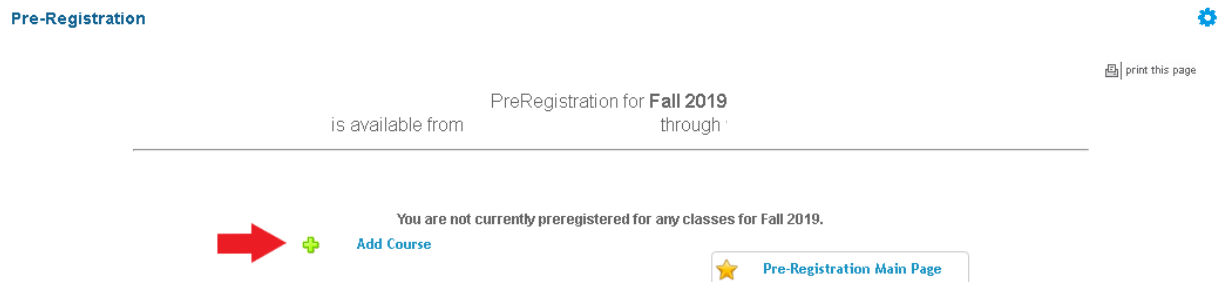 Pre-Registration
print this page
PreRegistration for Fall 2019
is available from through
You are not currently preregistered for any classes for Fall 2019.
Add Course
Pre-Registration Main Page